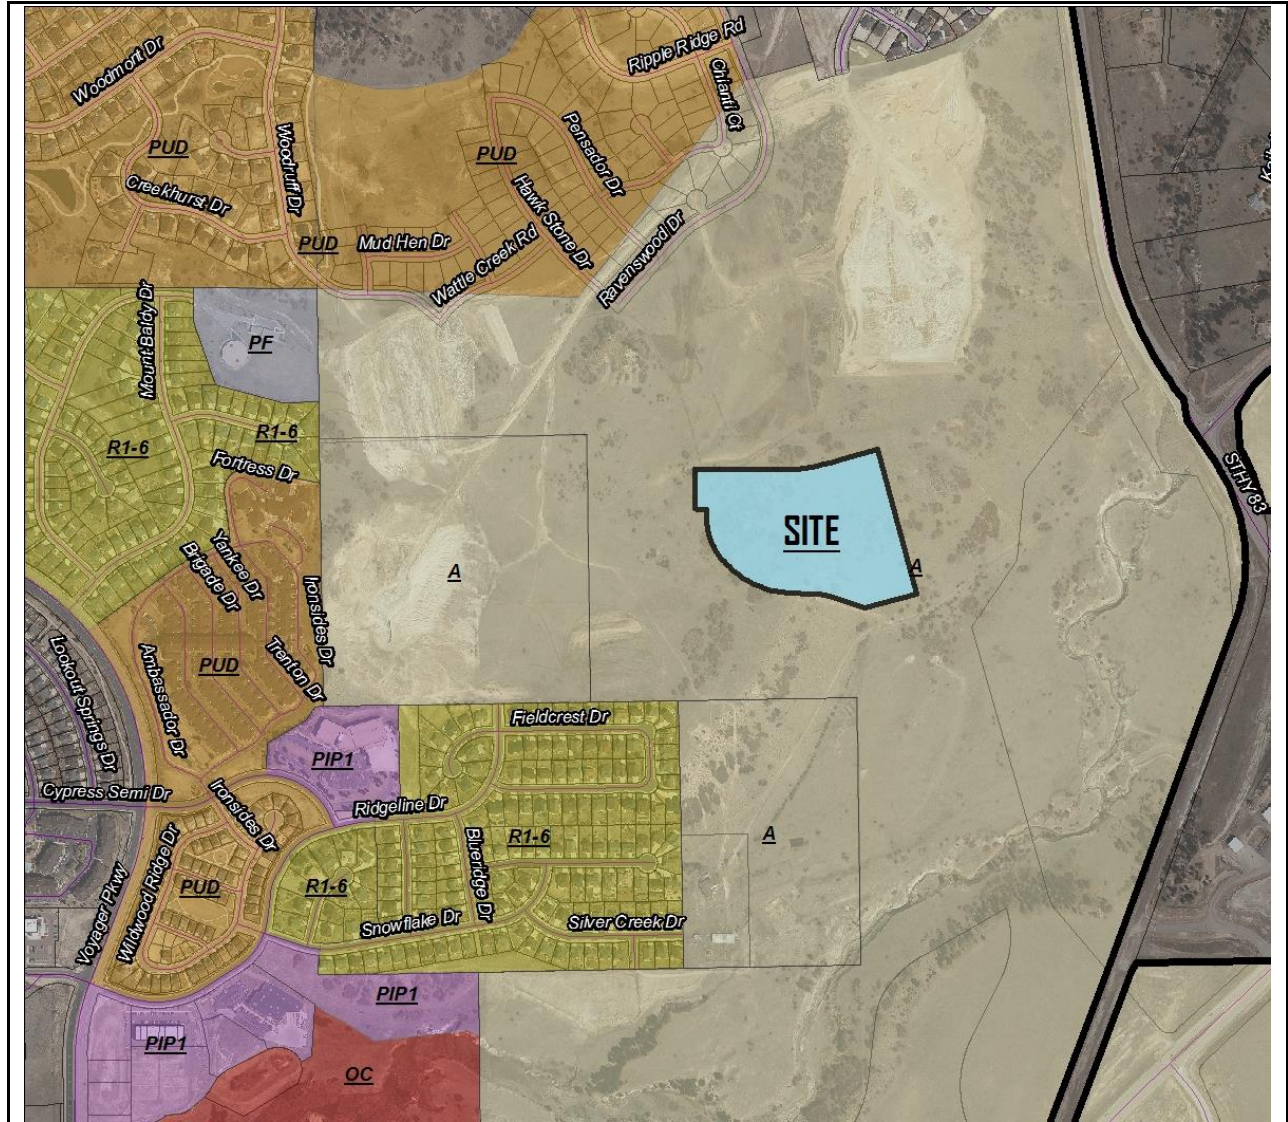 Ripple Ridge Rd
Woodmont Dr
Chianti Ct
Pensador Dr
PUD
Woodruff Dr
PUD
Creekhurst Dr
Hawk Stone Dr
PUD
Mud Hen Dr
Wattle Creek Rd
Ravenswood Dr
Mount Baldy Dr
PF
R1-6
R1-6
Fortress Dr
STHY 83
SITE
Yankee Dr
Brigade Dr
A
A
Ironsides Dr
Lookout Springs Dr
Ambassador Dr
PUD
Trenton Dr
Fieldcrest Dr
PIP1
Cypress Semi Dr
Ironsides Dr
Ridgeline Dr
R1-6
A
Blueridge Dr
Wildwood Ridge Dr
PUD
R1-6
Voyager Pkwy
Snowflake Dr
Silver Creek Dr
PIP1
PIP1
OC